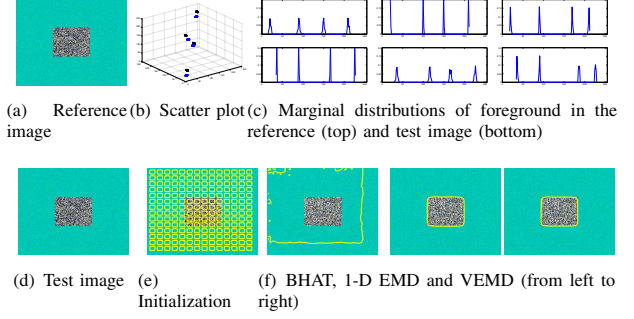 (a) Reference image
(b) Scatter plot
(c) Marginal distributions of foreground in the
reference (top) and test image (bottom)
(d) Test image
(e)
Initialization
(f) BHAT, 1-D EMD and VEMD (from left to
right)